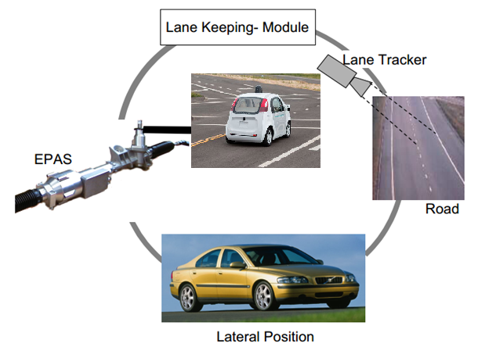 Lane Keeping- Module
Lane Tracker
EPAS
Road
Lateral Position